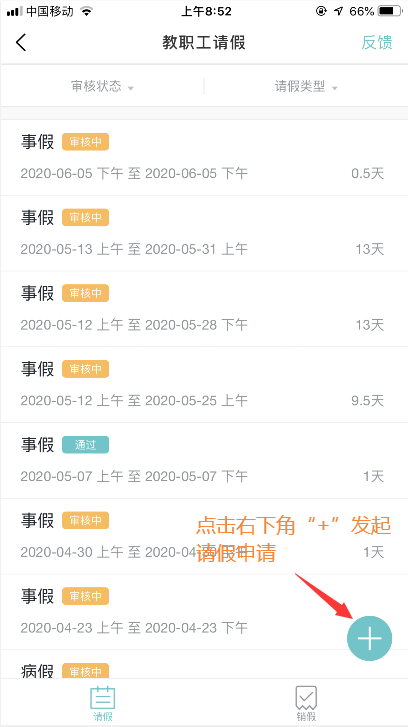 中国移动 上午8:52 66%
教职工请假 反馈
审核状态 请假类型
事假 审核中
2020-06-05 下午 至 2020-06-05 下午 0.5天
事假 审核中
2020-05-13 上午 至 2020-05-31 上午 13天
事假 审核中
2020-05-12 上午 至 2020-05-28 下午 13天
事假 审核中
2020-05-12 上午 至 2020-05-25 上午 9.5天
事假 通过
2020-05-07 上午 至 2020-05-07 下午 1天
事假 审核中
点击右下角“+”发起
请假申请
2020-04-30 上午 至 2020-04-30 下午 1天
事假 审核中
2020-04-23 上午 至 2020-04-23 下午
病假 审核中
请假 销假